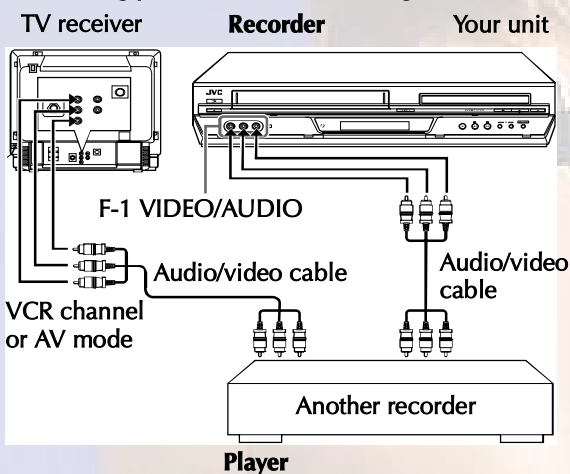 TV receiver
Recorder
Your unit
JVC
F-1 VIDEO/AUDIO
Audio/video cable
Audio/video
cable
VCR channel
or AV mode
Another recorder
Player